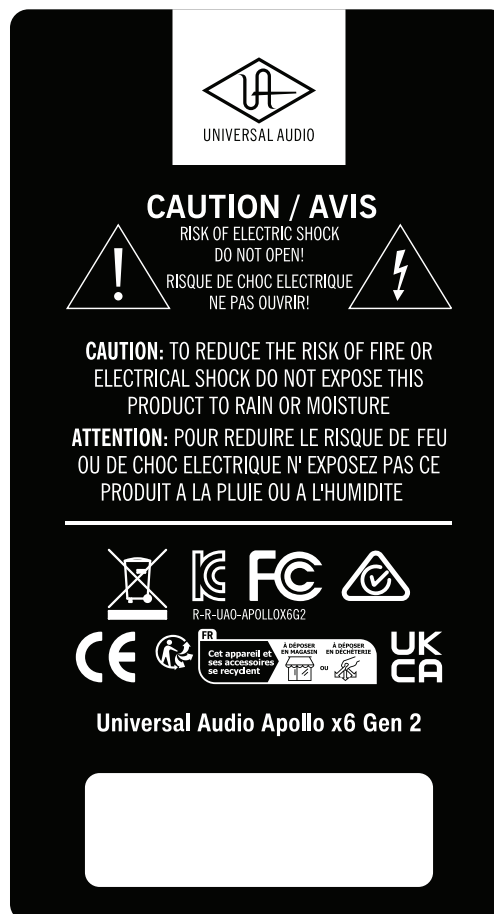 UNIVERSAL AUDIO
CAUTION / AVIS
RISK OF ELECTRIC SHOCK
DO NOT OPEN!
RISQUE DE CHOC ELECTRIQUE
NE PAS OUVRIR!
CAUTION: TO REDUCE THE RISK OF FIRE OR
ELECTRICAL SHOCK DO NOT EXPOSE THIS
PRODUCT TO RAIN OR MOISTURE
ATTENTION: POUR REDUIRE LE RISQUE DE FEU
OU DE CHOC ELECTRIQUE N' EXPOSEZ PAS CE
PRODUIT A LA PLUIE OU A L'HUMIDITE
FC
R-R-UAO-APOLLOX6G2
CE
FR
Cet appareil et
ses accessoires
se recyclent
À DÉPOSER
EN MAGASIN
OU
À DÉPOSER
EN DÉCHÈTERIE
UK
CA
Universal Audio Apollo x6 Gen 2